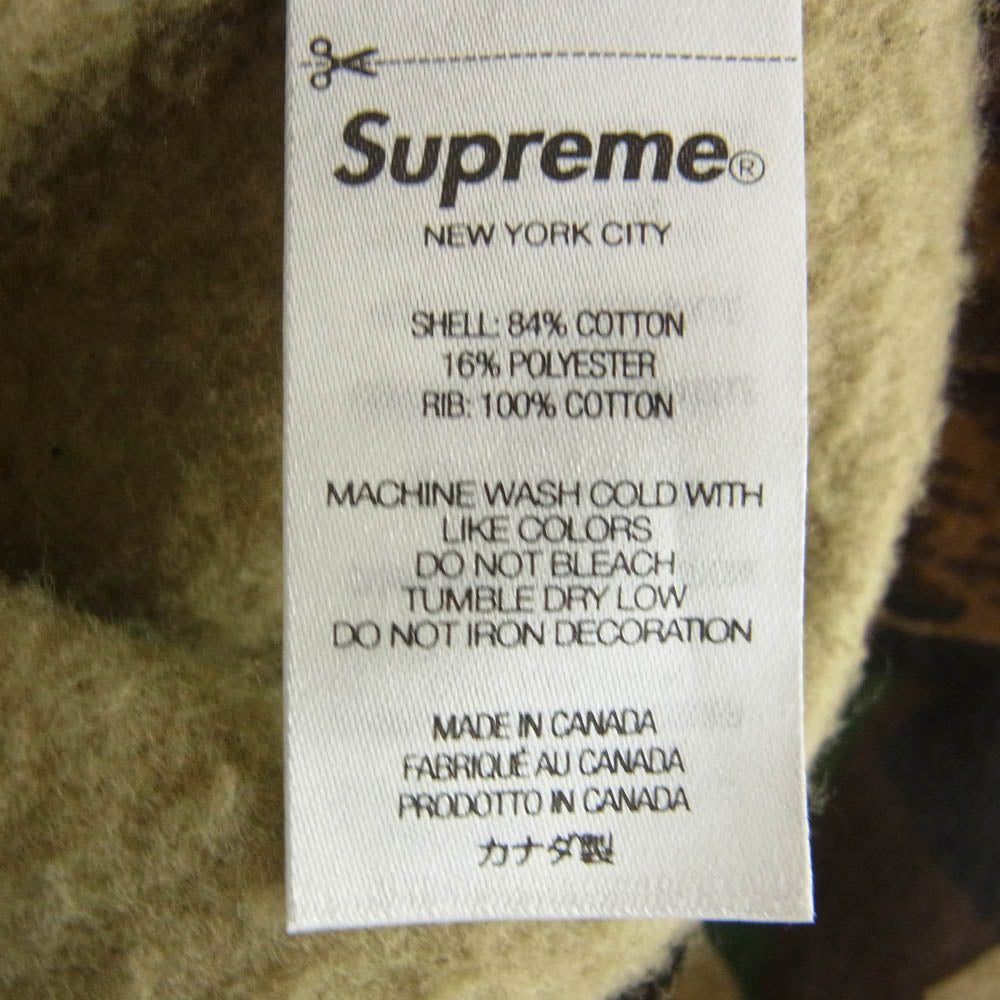 Supreme®
NEW YORK CITY
SHELL: 84% COTTON
16% POLYESTER
RIB: 100% COTTON
MACHINE WASH COLD WITH
LIKE COLORS
DO NOT BLEACH
TUMBLE DRY LOW
DO NOT IRON DECORATION
MADE IN CANADA
FABRIQUÉ AU CANADA
PRODOTTO IN CANADA
カナダ製